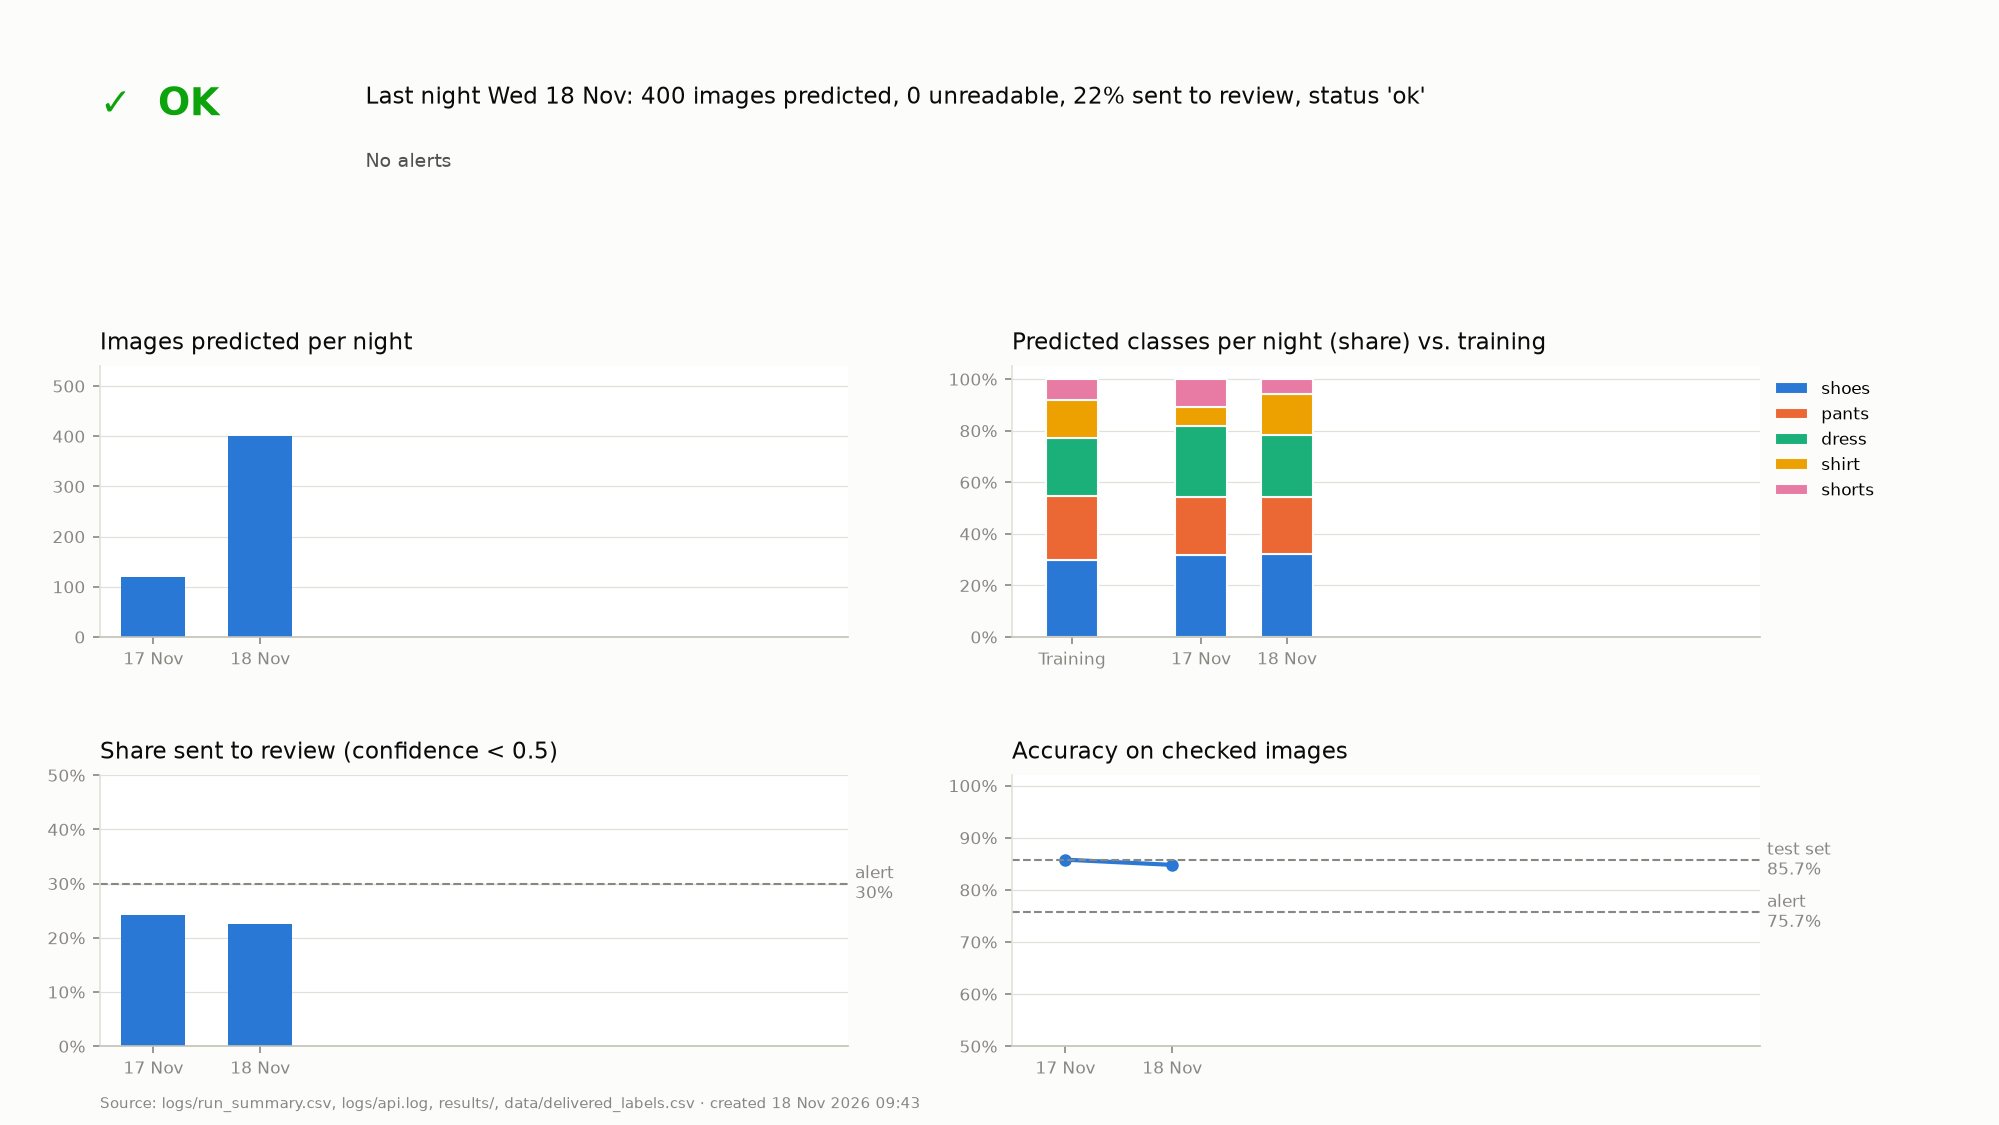 ✓ OK
Last night Wed 18 Nov: 400 images predicted, 0 unreadable, 22% sent to review, status 'ok'
No alerts
Images predicted per night
500
400
300
200
100
0
17 Nov 18 Nov
Predicted classes per night (share) vs. training
100%
80%
60%
40%
20%
0%
Training 17 Nov 18 Nov
shoes
pants
dress
shirt
shorts
Share sent to review (confidence < 0.5)
50%
40%
30%
20%
10%
0%
alert
30%
17 Nov 18 Nov
Accuracy on checked images
100%
90%
80%
70%
60%
50%
test set
85.7%
alert
75.7%
17 Nov 18 Nov
Source: logs/run_summary.csv, logs/api.log, results/, data/delivered_labels.csv · created 18 Nov 2026 09:43